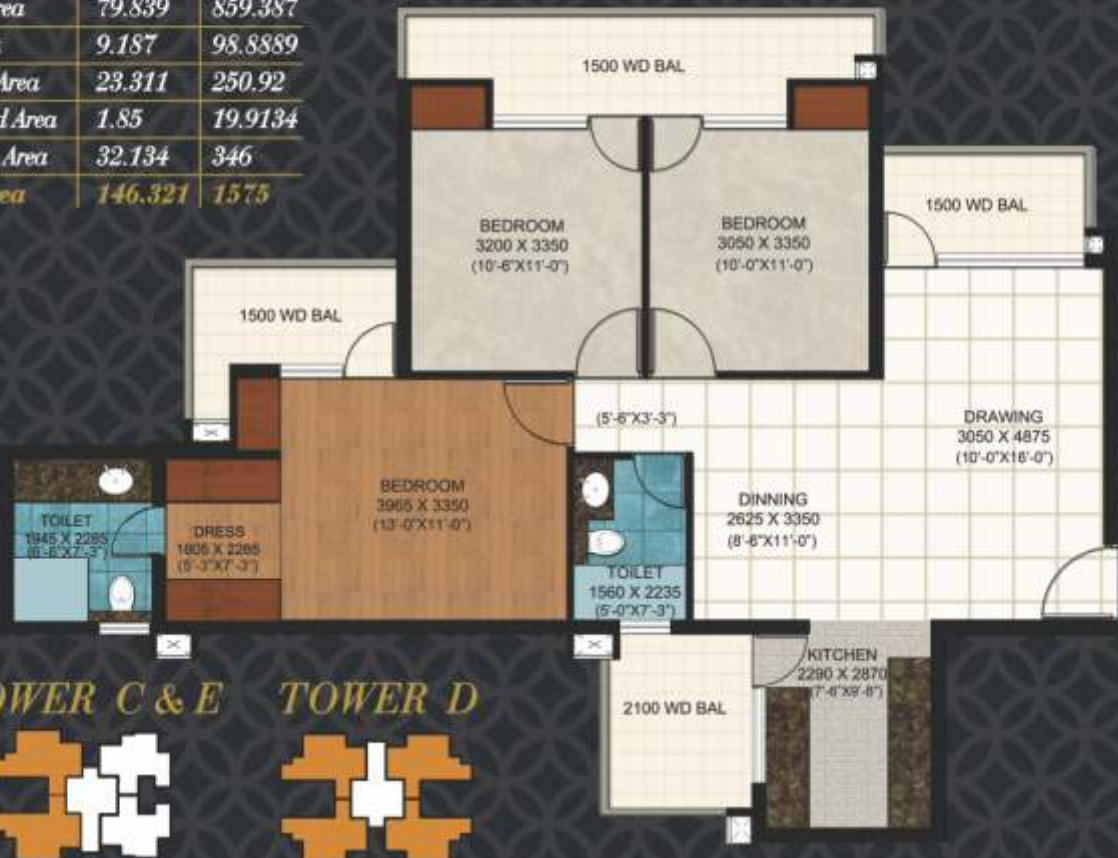 rea 79.839 859.387
9.187 98.8889
Area 23.311 250.92
d Area 1.85 19.9134
Area 32.134 346
ea 146.321 1575
1500 WD BAL
1500 WD BAL
1500 WD BAL
BEDROOM
3200 X 3350
(10'-6"X11'-0")
BEDROOM
3050 X 3350
(10'-0"X11'-0")
(5'-6"X3'-3")
DRAWING
3050 X 4875
(10'-0"X16'-0")
BEDROOM
3965 X 3350
(13'-0"X11'-0")
DINNING
2625 X 3350
(8'-6"X11'-0")
TOILET
1945 X 2285
(6'-6"X7'-3")
DRESS
1605 X 2285
(5'-3"X7'-3")
TOILET
1560 X 2235
(5'-0"X7'-3")
KITCHEN
2290 X 2870
(7'-6"X9'-8")
2100 WD BAL
OWER C & E
TOWER D